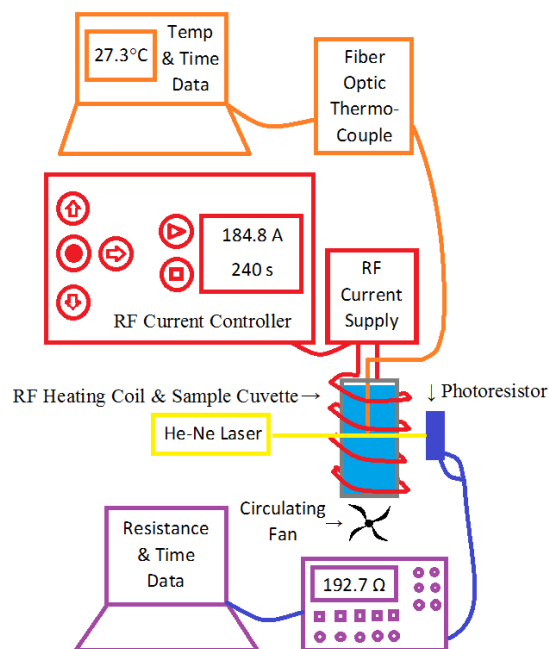 27.3°C
Temp
& Time
Data
Fiber
Optic
Thermo-
Couple
184.8 A
240 s
RF Current Controller
RF
Current
Supply
RF Heating Coil & Sample Cuvette→
↓ Photoresistor
He-Ne Laser
Circulating
Fan →
Resistance
& Time
Data
192.7 Ω